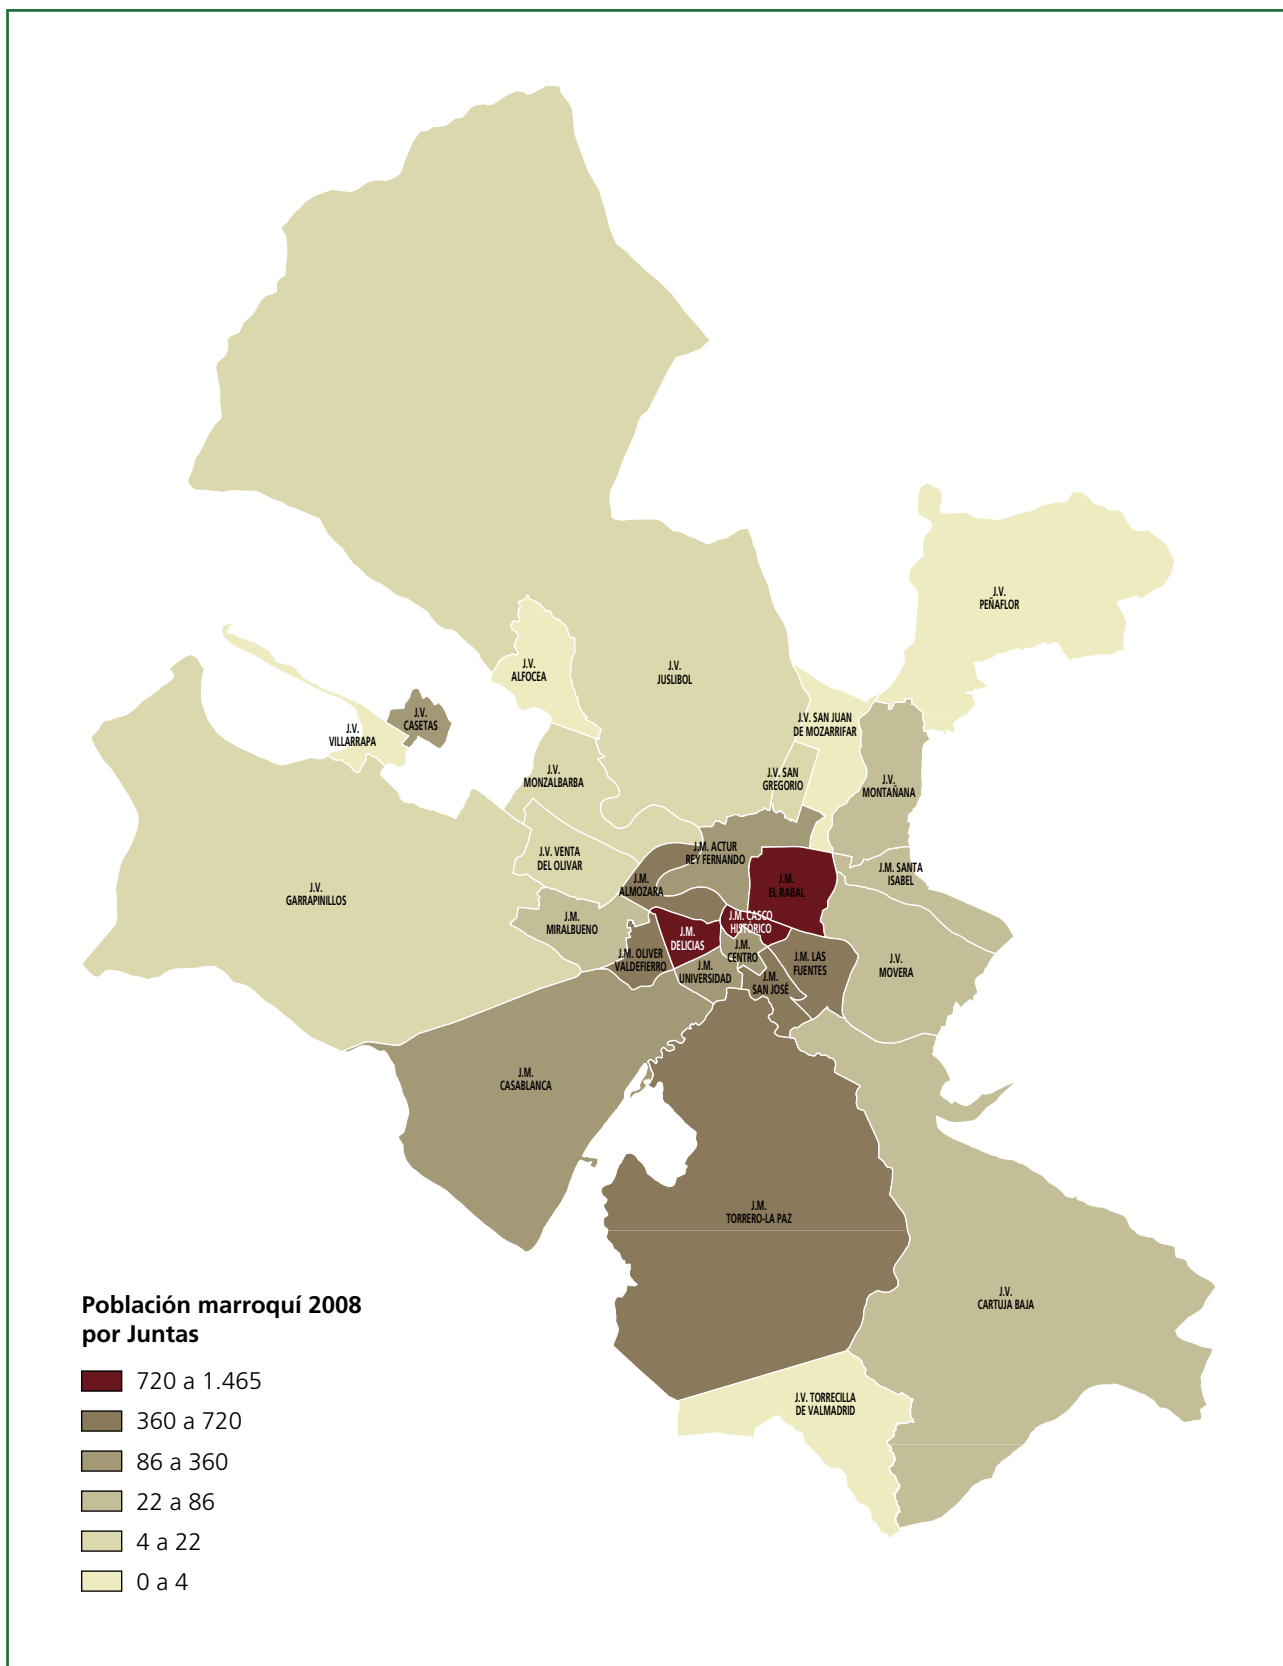 J.V.
PEÑAFLOR
J.V.
ALFOCEA
J.V.
JUSLIBOL
J.V.
CASETAS
J.V.
VILLARRAPA
J.V. SAN JUAN
DE MOZARRIFAR
J.V.
MONZALBARBA
J.V. SAN
GREGORIO
J.V.
MONTAÑANA
J.V. VENTA
DEL OLIVAR
J.M. ACTUR
REY FERNANDO
J.M. SANTA
ISABEL
J.V.
GARRAPINILLOS
J.M.
ALMOZARA
J.M.
EL RABAL
J.M.
MIRALBUENO
J.M. CASCO
HISTÓRICO
J.M.
DELICIAS
J.M. OLIVER
VALDEFIERRO
J.M.
CENTRO
J.M.
UNIVERSIDAD
J.M. LAS
FUENTES
J.M.
SAN JOSÉ
J.V.
MOVERA
J.M.
CASABLANCA
J.M.
TORRERO-LA PAZ
J.V.
CARTUJA BAJA
J.V. TORRECILLA
DE VALMADRID
Población marroquí 2008
por Juntas
720 a 1.465
360 a 720
86 a 360
22 a 86
4 a 22
0 a 4